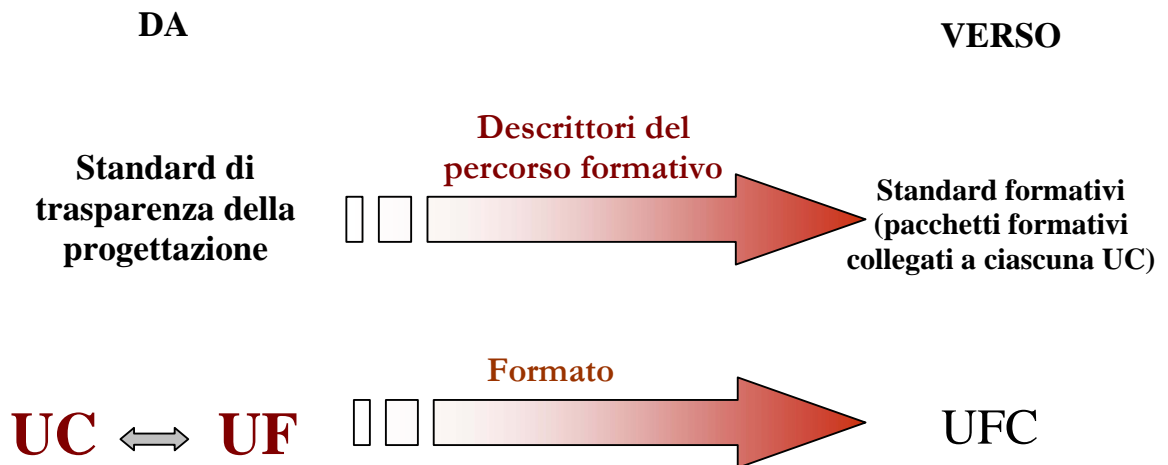 DA
VERSO
Descrittori del
percorso formativo
Standard di
trasparenza della
progettazione
Standard formativi
(pacchetti formativi
collegati a ciascuna UC)
Formato
UC UF
UFC